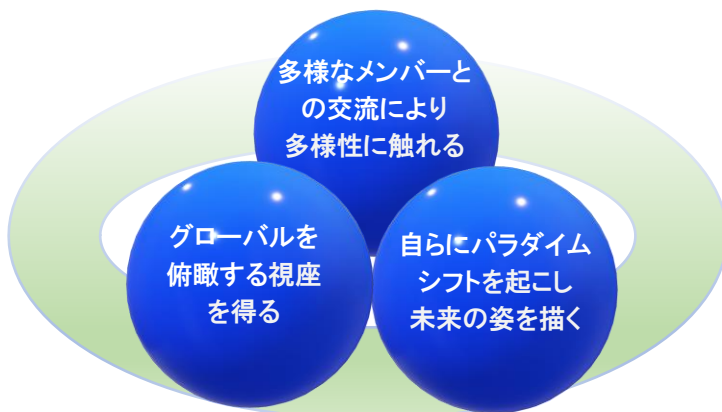 多様なメンバーと
の交流により
多様性に触れる
グローバルを
俯瞰する視座
を得る
自らにパラダイム
シフトを起こし
未来の姿を描く